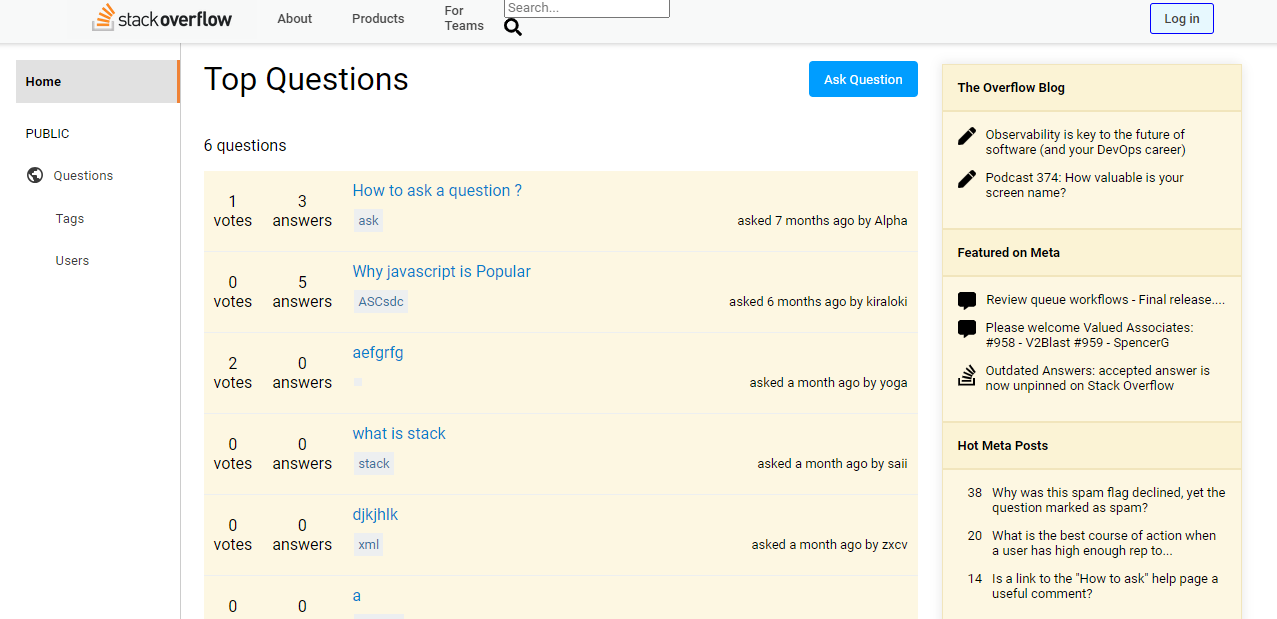 stackoverflow
About
Products
For
Teams
Search...
Log in
Home
PUBLIC
Questions
Tags
Users
Top Questions
Ask Question
6 questions
1
votes
3
answers
How to ask a question ?
ask
asked 7 months ago by Alpha
0
votes
5
answers
Why javascript is Popular
ASCsdc
asked 6 months ago by kiraloki
2
votes
0
answers
aefgrfg
asked a month ago by yoga
0
votes
0
answers
what is stack
stack
asked a month ago by saii
0
votes
0
answers
djkjhlk
xml
asked a month ago by zxcv
0
0
a
The Overflow Blog
Observability is key to the future of
software (and your DevOps career)
Podcast 374: How valuable is your
screen name?
Featured on Meta
Review queue workflows - Final release....
Please welcome Valued Associates:
#958 - V2Blast #959 - SpencerG
Outdated Answers: accepted answer is
now unpinned on Stack Overflow
Hot Meta Posts
38 Why was this spam flag declined, yet the
question marked as spam?
20 What is the best course of action when
a user has high enough rep to...
14 Is a link to the "How to ask" help page a
useful comment?